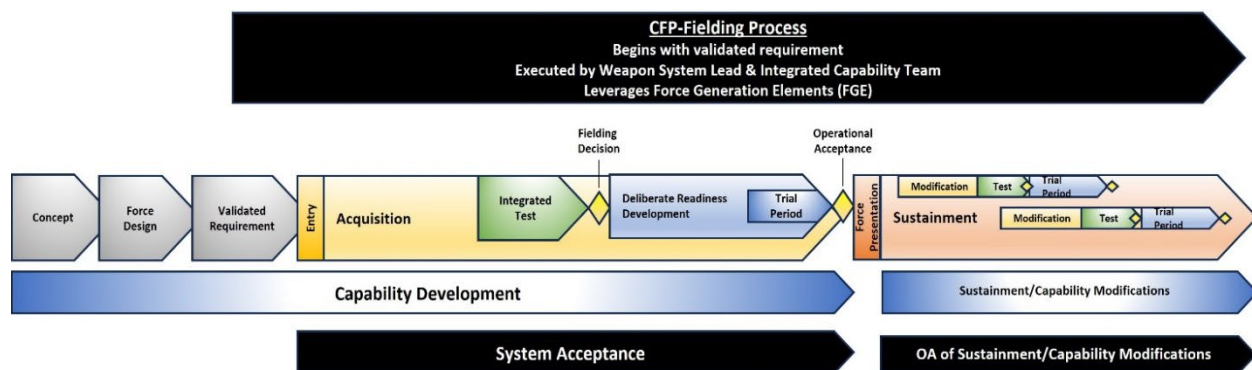 CFP-Fielding Process
Begins with validated requirement
Executed by Weapon System Lead & Integrated Capability Team
Leverages Force Generation Elements (FGE)
Fielding
Decision
Operational
Acceptance
Concept
Force
Design
Validated
Requirement
Entry
Acquisition
Integrated
Test
Deliberate Readiness
Development
Trial
Period
Force
Presentation
Sustainment
Modification
Test
Trial
Period
Modification
Test
Trial
Period
Capability Development
Sustainment/Capability Modifications
System Acceptance
OA of Sustainment/Capability Modifications